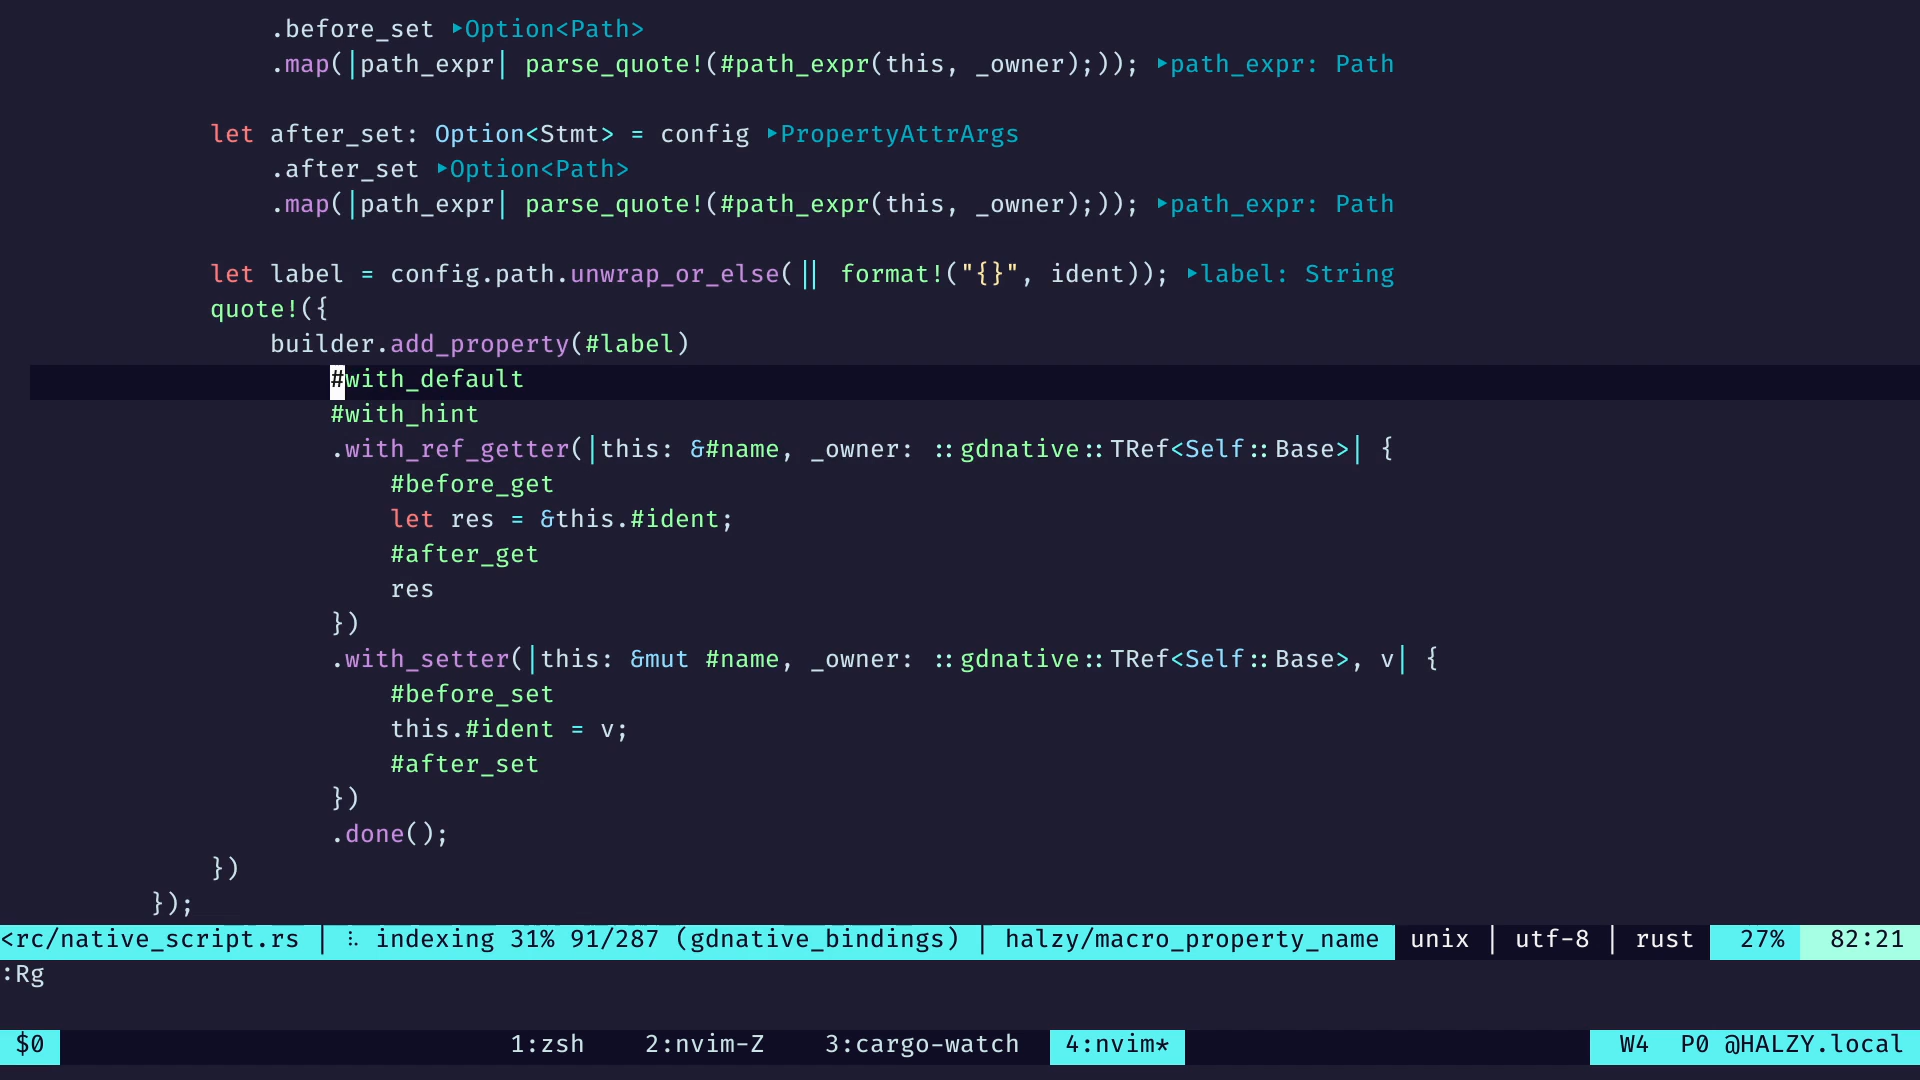 .before_set ▸Option<Path>
.map(|path_expr| parse_quote!(#path_expr(this, _owner);)); ▸path_expr: Path
let after_set: Option<Stmt> = config ▸PropertyAttrArgs
.after_set ▸Option<Path>
.map(|path_expr| parse_quote!(#path_expr(this, _owner);)); ▸path_expr: Path
let label = config.path.unwrap_or_else(|| format!("{}", ident)); ▸label: String
quote!({
builder.add_property(#label)
#with_default
#with_hint
.with_ref_getter(|this: &#name, _owner: ::gdnative::TRef<Self::Base>| {
#before_get
let res = &this.#ident;
#after_get
res
})
.with_setter(|this: &mut #name, _owner: ::gdnative::TRef<Self::Base>, v| {
#before_set
this.#ident = v;
#after_set
})
.done();
})
});
<rc/native_script.rs | ⠧ indexing 31% 91/287 (gdnative_bindings) | halzy/macro_property_name unix | utf-8 | rust 27% 82:21
:Rg
$0 1:zsh 2:nvim-Z 3:cargo-watch 4:nvim* W4 P0 @HALZY.local